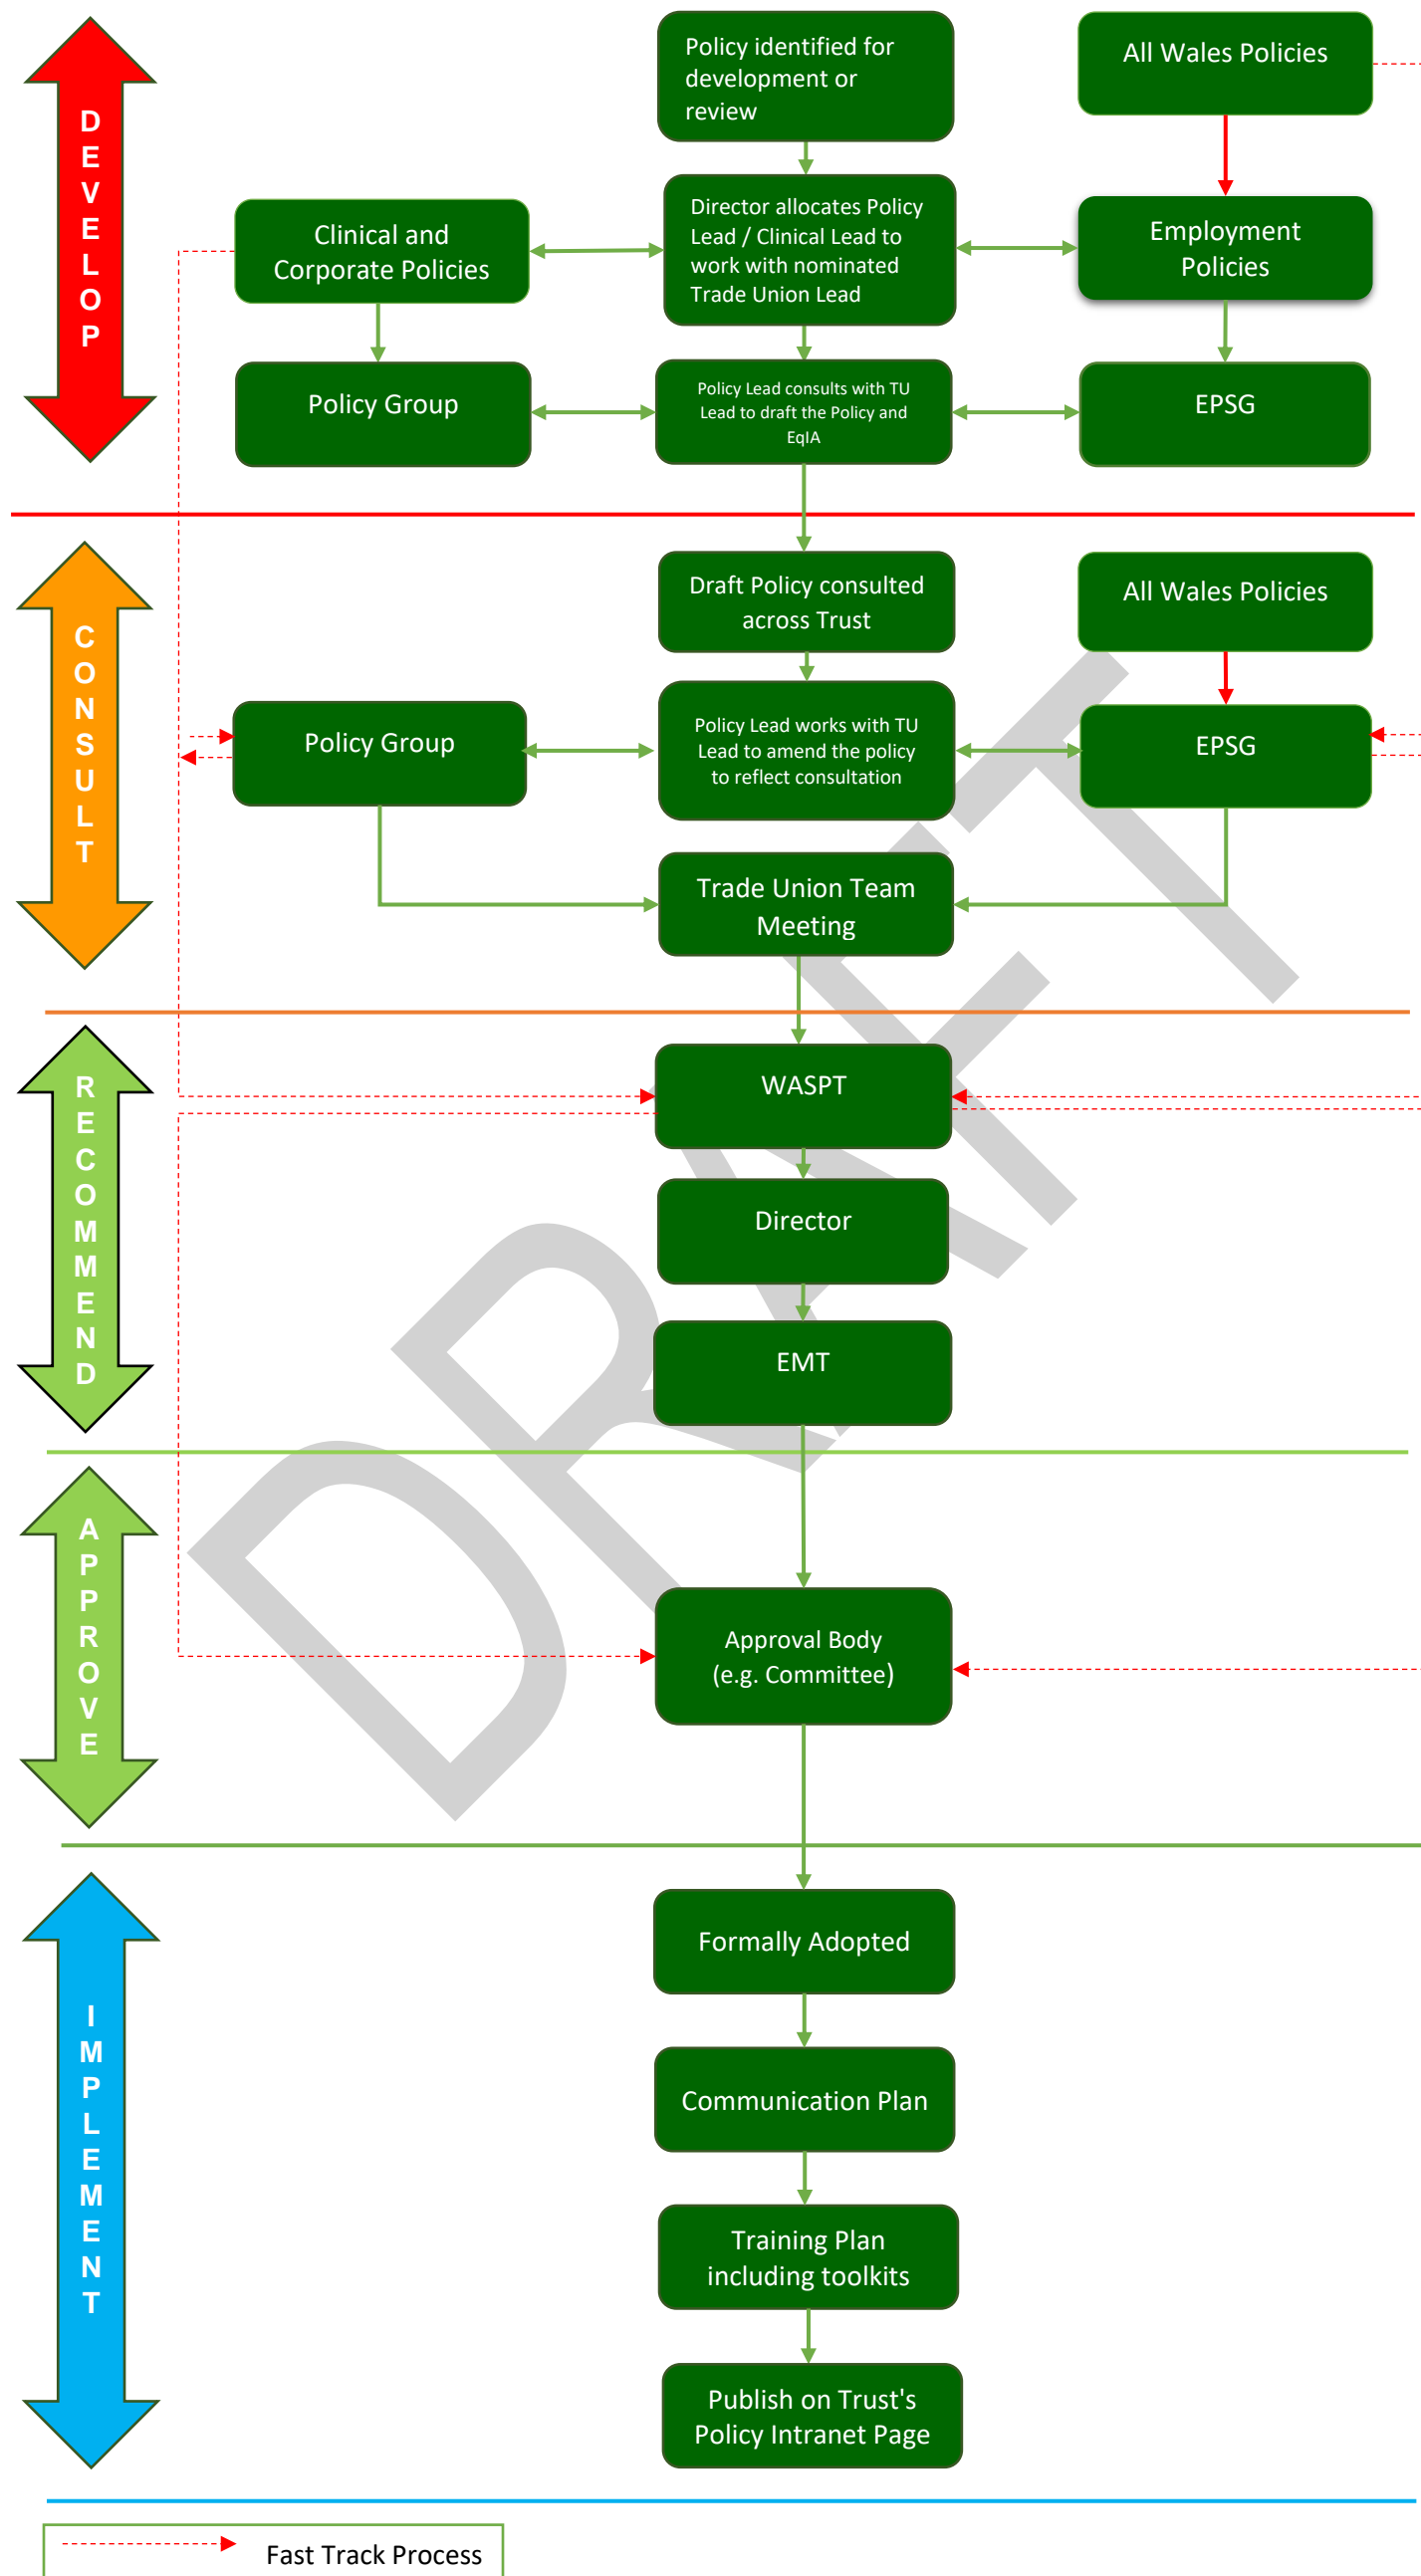 DEVELOP
Policy identified for
development or
review
All Wales Policies
Clinical and
Corporate Policies
Director allocates Policy
Lead / Clinical Lead to
work with nominated
Trade Union Lead
Employment
Policies
Policy Group
Policy Lead consults with TU
Lead to draft the Policy and
EqIA
EPSG
CONSULT
Draft Policy consulted
across Trust
All Wales Policies
Policy Group
Policy Lead works with TU
Lead to amend the policy
to reflect consultation
EPSG
Trade Union Team
Meeting
RECOMMEND
WASPT
Director
EMT
DRAFT
APPROVE
Approval Body
(e.g. Committee)
IMPLEMENT
Formally Adopted
Communication Plan
Training Plan
including toolkits
Publish on Trust's
Policy Intranet Page
Fast Track Process